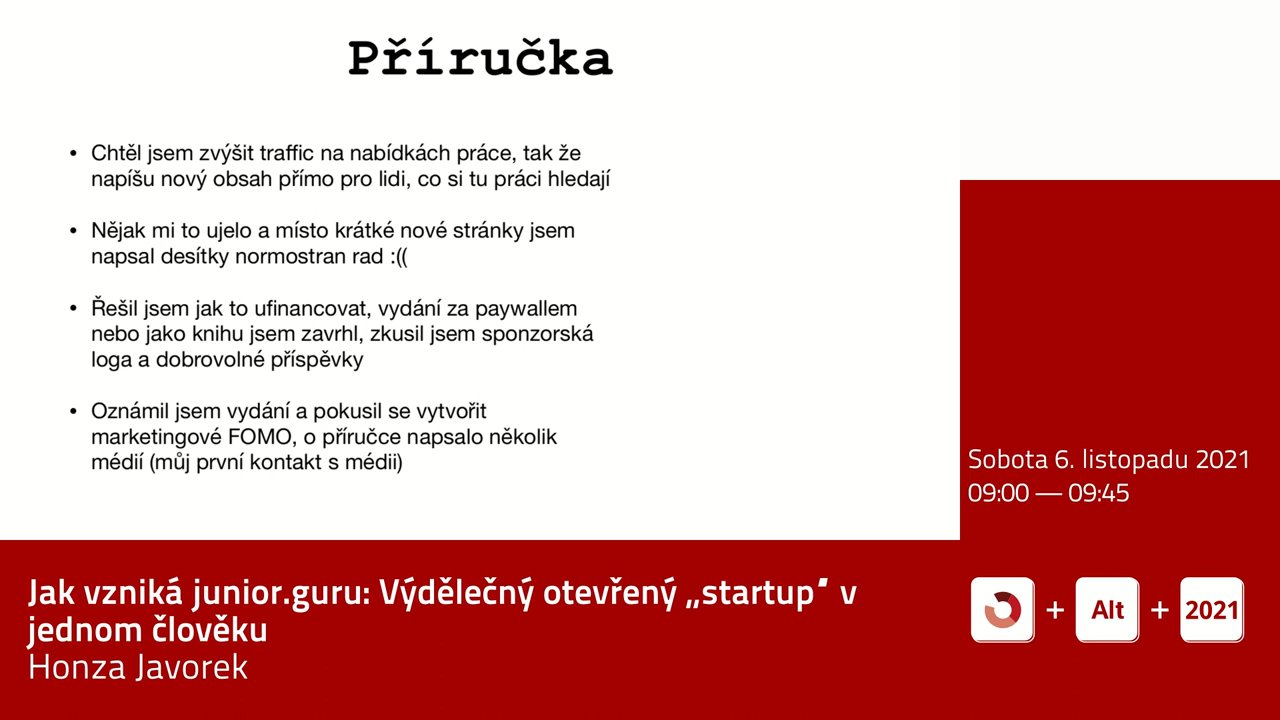 Příručka
• Chtěl jsem zvýšit traffic na nabídkách práce, tak že
napíšu nový obsah přímo pro lidi, co si tu práci hledají
• Nějak mi to ujelo a místo krátké nové stránky jsem
napsal desítky normostran rad :((
• Řešil jsem jak to ufinancovat, vydání za paywallem
nebo jako knihu jsem zavrhl, zkusil jsem sponzorská
loga a dobrovolné příspěvky
• Oznámil jsem vydání a pokusil se vytvořit
marketingové FOMO, o příručce napsalo několik
médií (můj první kontakt s médii)
Sobota 6. listopadu 2021
09:00 — 09:45
Jak vzniká junior.guru: Výdělečný otevřený „startup“ v
jednom člověku
Honza Javorek
+ Alt + 2021